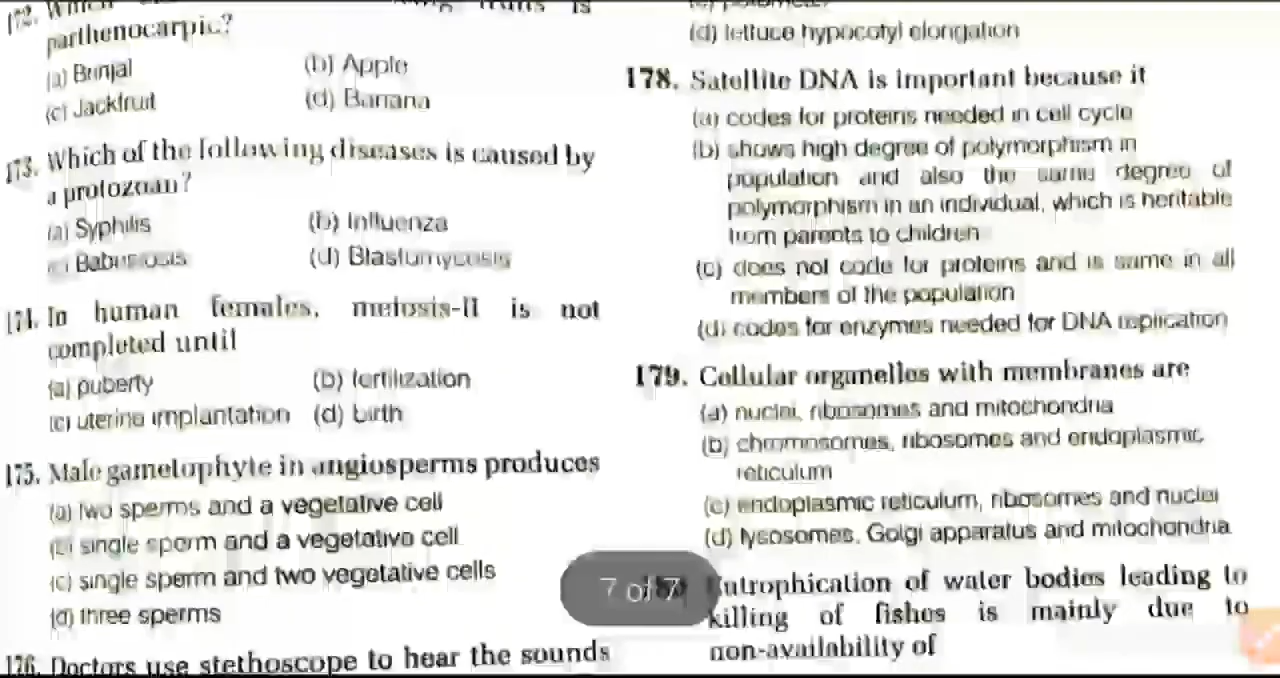 172.
parthenocarpic?
(a) Brinjal (b) Apple
(c) Jackfruit (d) Banana
173. Which of the following diseases is caused by
a protozoan?
(a) Syphilis (b) Influenza
(c) Babesiosis (d) Blastomycosis
174. In human females, meiosis-II is not
completed until
(a) puberty (b) fertilization
(c) uterine implantation (d) birth
175. Male gametophyte in angiosperms produces
(a) two sperms and a vegetative cell
(b) single sperm and a vegetative cell
(c) single sperm and two vegetative cells
(d) three sperms
176. Doctors use stethoscope to hear the sounds
(d) lettuce hypocotyl elongation
178. Satellite DNA is important because it
(a) codes for proteins needed in cell cycle
(b) shows high degree of polymorphism in
population and also the same degree of
polymorphism in an individual, which is heritable
from parents to children
(c) does not code for proteins and is same in all
members of the population
(d) codes for enzymes needed for DNA replication
179. Cellular organelles with membranes are
(a) nuclei, ribosomes and mitochondria
(b) chromosomes, ribosomes and endoplasmic
reticulum
(c) endoplasmic reticulum, ribosomes and nuclei
(d) lysosomes, Golgi apparatus and mitochondria
Eutrophication of water bodies leading to
killing of fishes is mainly due to
non-availability of
7 of 7